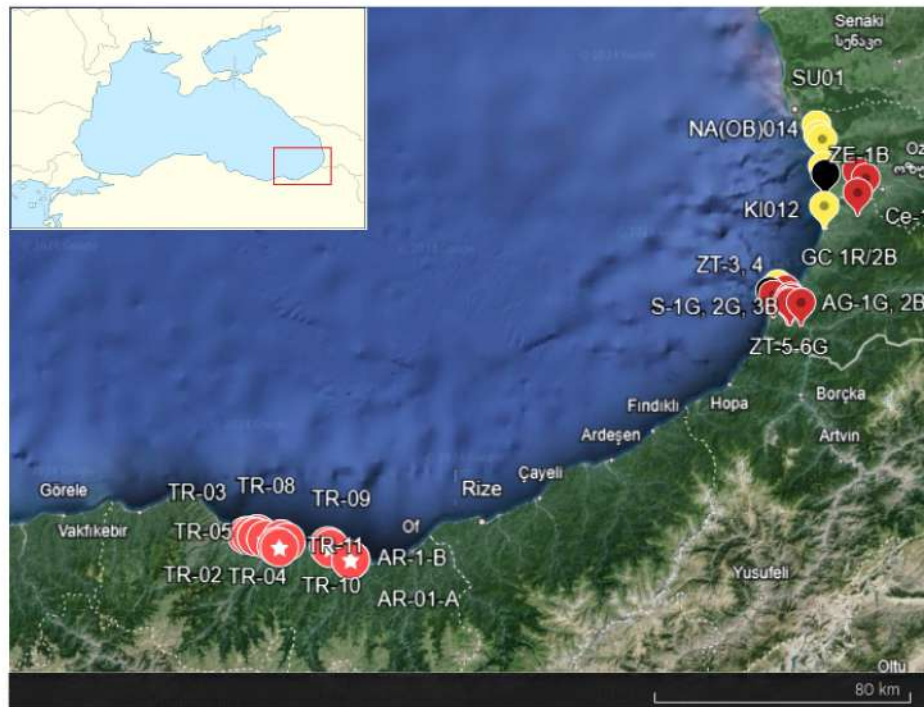 Senaki
სენაკი
SU01
NA(OB)014
ZE-1B
Oz
ოზუ
KI012
Ce-
GC 1R/2B
ZT-3, 4
S-1G, 2G, 3B
AG-1G, 2B
ZT-5-6G
Borçka
Hopa
Fındıklı
Artvin
Ardeşen
Çayeli
Rize
Görele
TR-03
TR-08
TR-09
Vakfıkebir
TR-05
Of
TR-11
AR-1-B
TR-02
TR-04
TR-10
AR-01-A
Yusufeli
Oltu
80 km